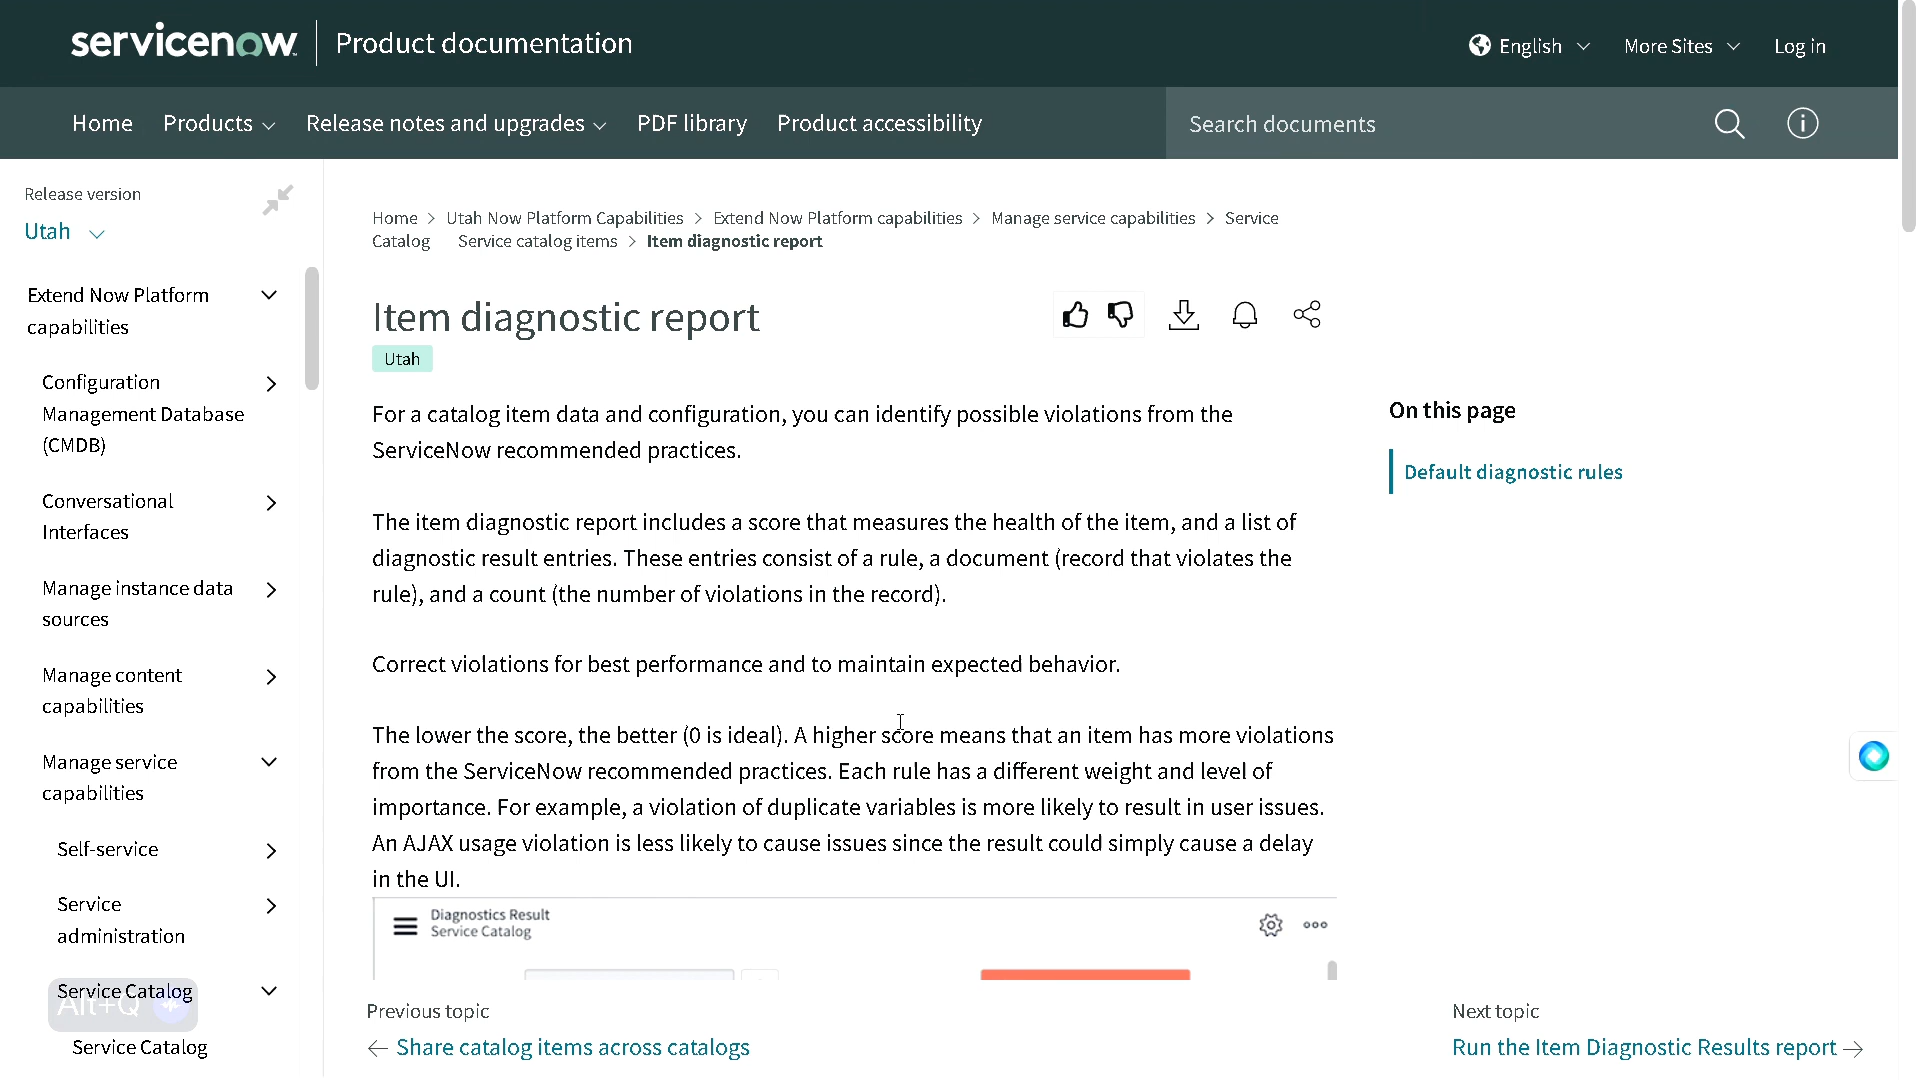 servicenow
Product documentation
English
More Sites
Log in
Home
Products
Release notes and upgrades
PDF library
Product accessibility
Search documents
Release version
Utah
Extend Now Platform
capabilities
Configuration
Management Database
(CMDB)
Conversational
Interfaces
Manage instance data
sources
Manage content
capabilities
Manage service
capabilities
Self-service
Service
administration
Service Catalog
Alt+Q
Service Catalog
Home > Utah Now Platform Capabilities > Extend Now Platform capabilities > Manage service capabilities > Service
Catalog Service catalog items > Item diagnostic report
Item diagnostic report
Utah
For a catalog item data and configuration, you can identify possible violations from the
ServiceNow recommended practices.
The item diagnostic report includes a score that measures the health of the item, and a list of
diagnostic result entries. These entries consist of a rule, a document (record that violates the
rule), and a count (the number of violations in the record).
Correct violations for best performance and to maintain expected behavior.
The lower the score, the better (0 is ideal). A higher score means that an item has more violations
from the ServiceNow recommended practices. Each rule has a different weight and level of
importance. For example, a violation of duplicate variables is more likely to result in user issues.
An AJAX usage violation is less likely to cause issues since the result could simply cause a delay
in the UI.
Diagnostics Result
Service Catalog
On this page
Default diagnostic rules
Previous topic
Share catalog items across catalogs
Next topic
Run the Item Diagnostic Results report